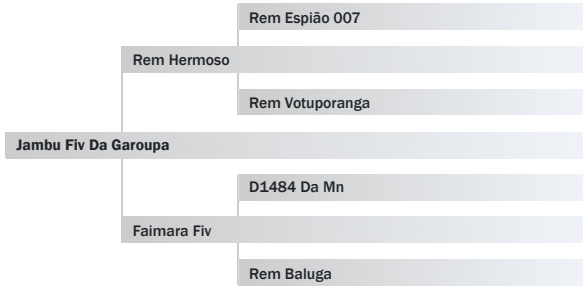 Rem Espião 007
Rem Hermoso
Rem Votuporanga
Jambu Fiv Da Garoupa
D1484 Da Mn
Faimara Fiv
Rem Baluga